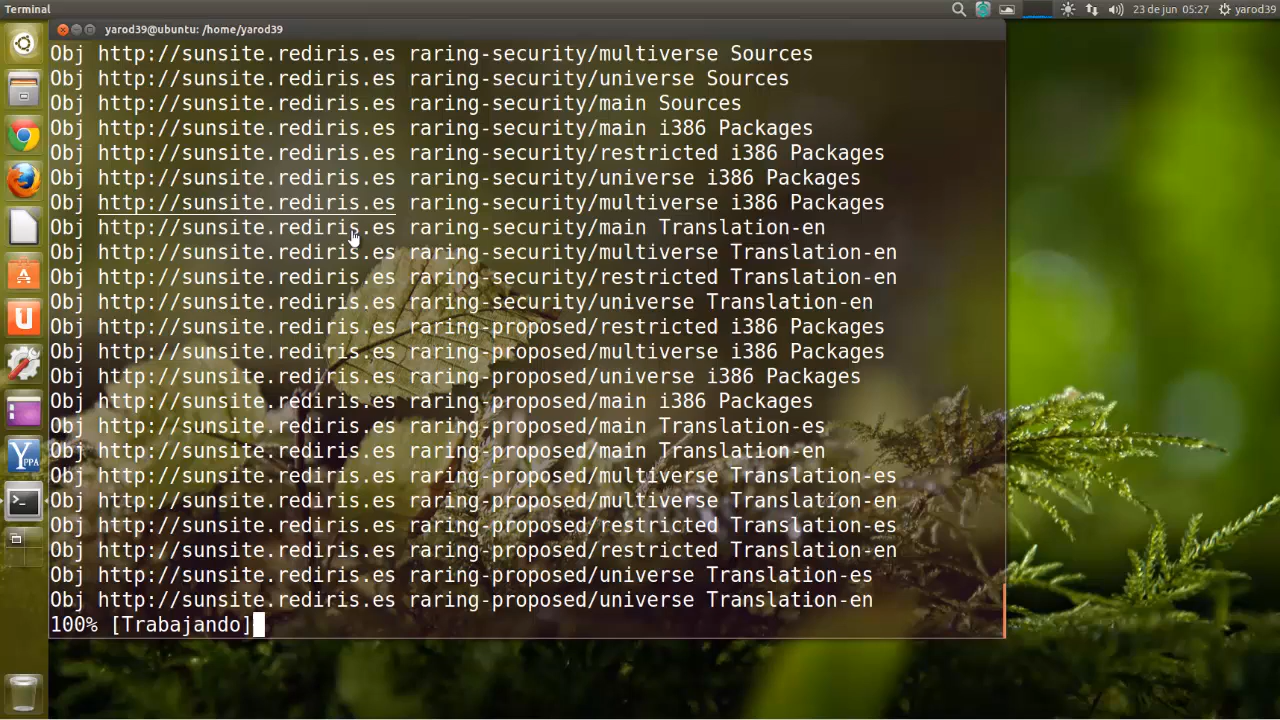 Terminal
23 de jun 05:27
yarod39
yarod39@ubuntu: /home/yarod39
Obj http://sunsite.rediris.es raring-security/multiverse Sources
Obj http://sunsite.rediris.es raring-security/universe Sources
Obj http://sunsite.rediris.es raring-security/main Sources
Obj http://sunsite.rediris.es raring-security/main i386 Packages
Obj http://sunsite.rediris.es raring-security/restricted i386 Packages
Obj http://sunsite.rediris.es raring-security/universe i386 Packages
Obj http://sunsite.rediris.es raring-security/multiverse i386 Packages
Obj http://sunsite.rediris.es raring-security/main Translation-en
Obj http://sunsite.rediris.es raring-security/multiverse Translation-en
Obj http://sunsite.rediris.es raring-security/restricted Translation-en
Obj http://sunsite.rediris.es raring-security/universe Translation-en
Obj http://sunsite.rediris.es raring-proposed/restricted i386 Packages
Obj http://sunsite.rediris.es raring-proposed/multiverse i386 Packages
Obj http://sunsite.rediris.es raring-proposed/universe i386 Packages
Obj http://sunsite.rediris.es raring-proposed/main i386 Packages
Obj http://sunsite.rediris.es raring-proposed/main Translation-es
Obj http://sunsite.rediris.es raring-proposed/main Translation-en
Obj http://sunsite.rediris.es raring-proposed/multiverse Translation-es
Obj http://sunsite.rediris.es raring-proposed/multiverse Translation-en
Obj http://sunsite.rediris.es raring-proposed/restricted Translation-es
Obj http://sunsite.rediris.es raring-proposed/restricted Translation-en
Obj http://sunsite.rediris.es raring-proposed/universe Translation-es
Obj http://sunsite.rediris.es raring-proposed/universe Translation-en
100% [Trabajando]
U
YPPA
>_